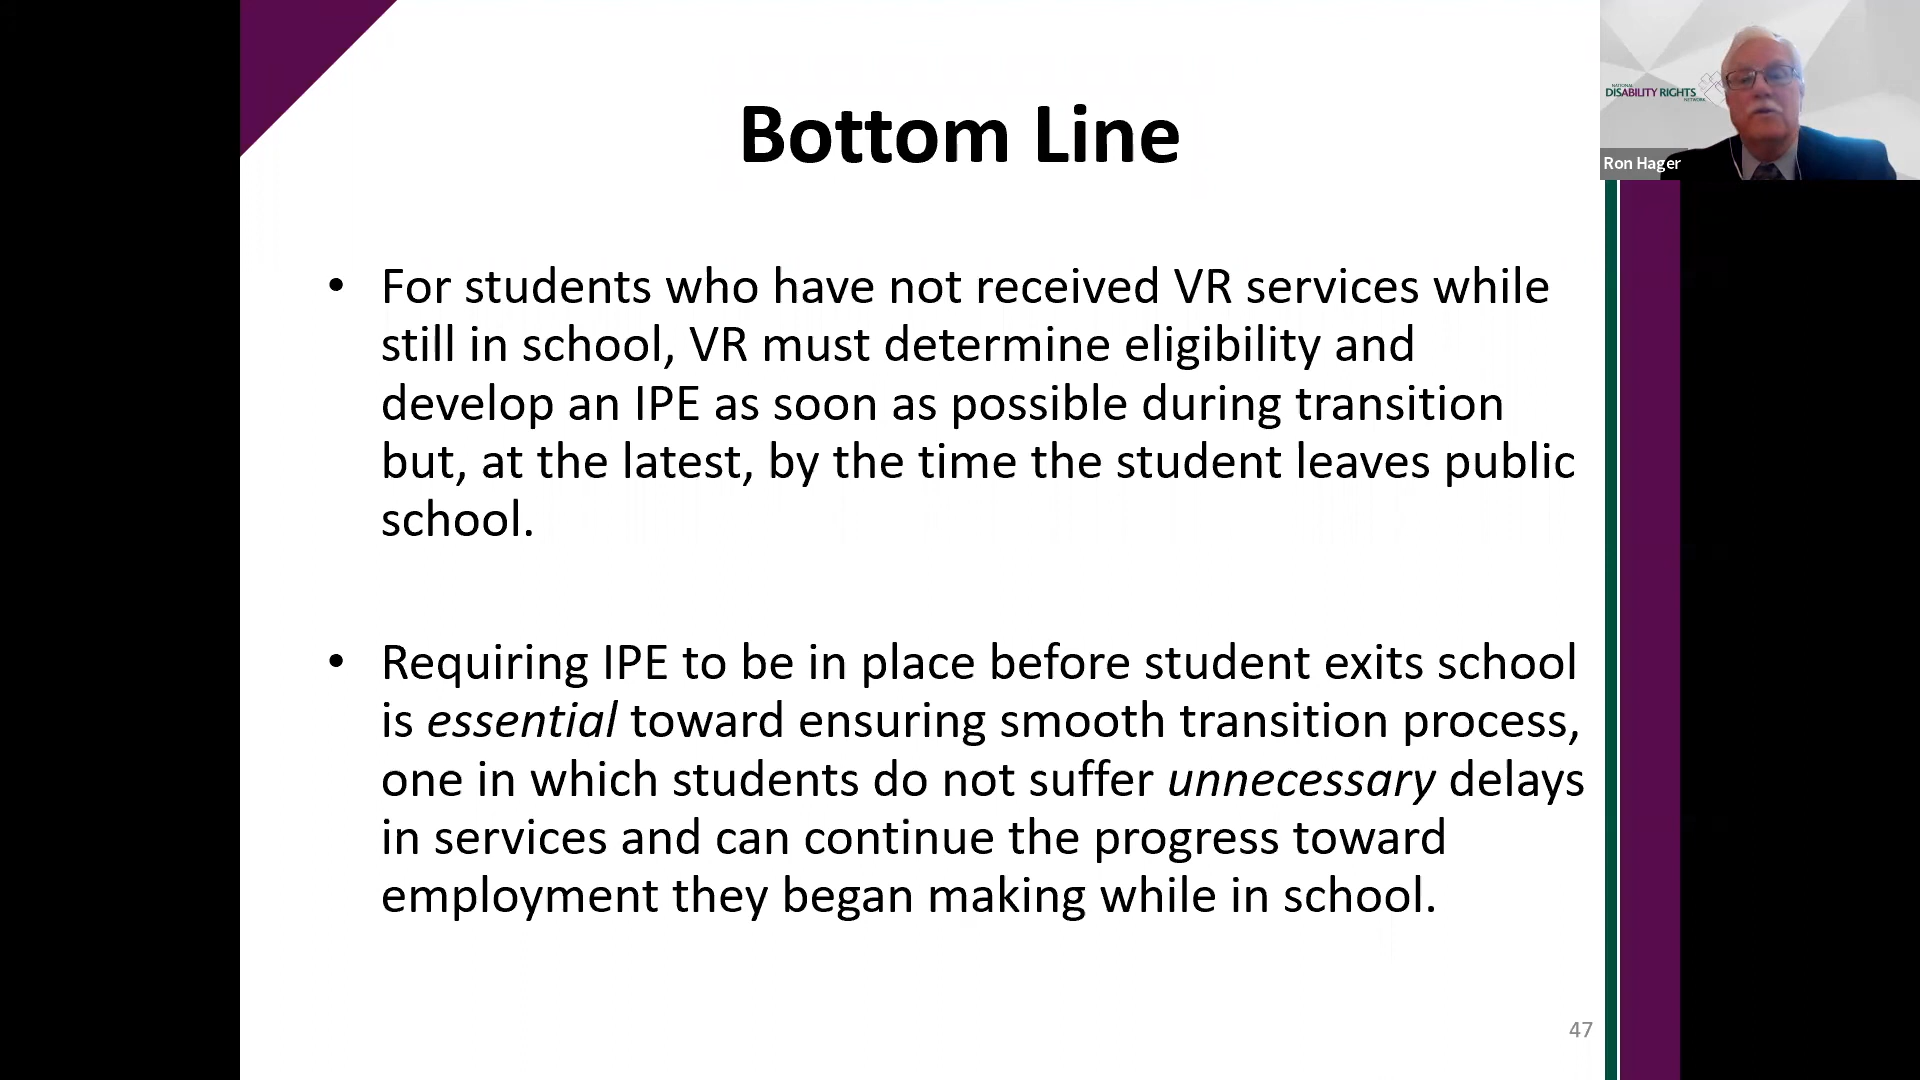 Bottom Line
• For students who have not received VR services while
still in school, VR must determine eligibility and
develop an IPE as soon as possible during transition
but, at the latest, by the time the student leaves public
school.
• Requiring IPE to be in place before student exits school
is essential toward ensuring smooth transition process,
one in which students do not suffer unnecessary delays
in services and can continue the progress toward
employment they began making while in school.
47
NATIONAL
DISABILITY RIGHTS
NETWORK
Ron Hager